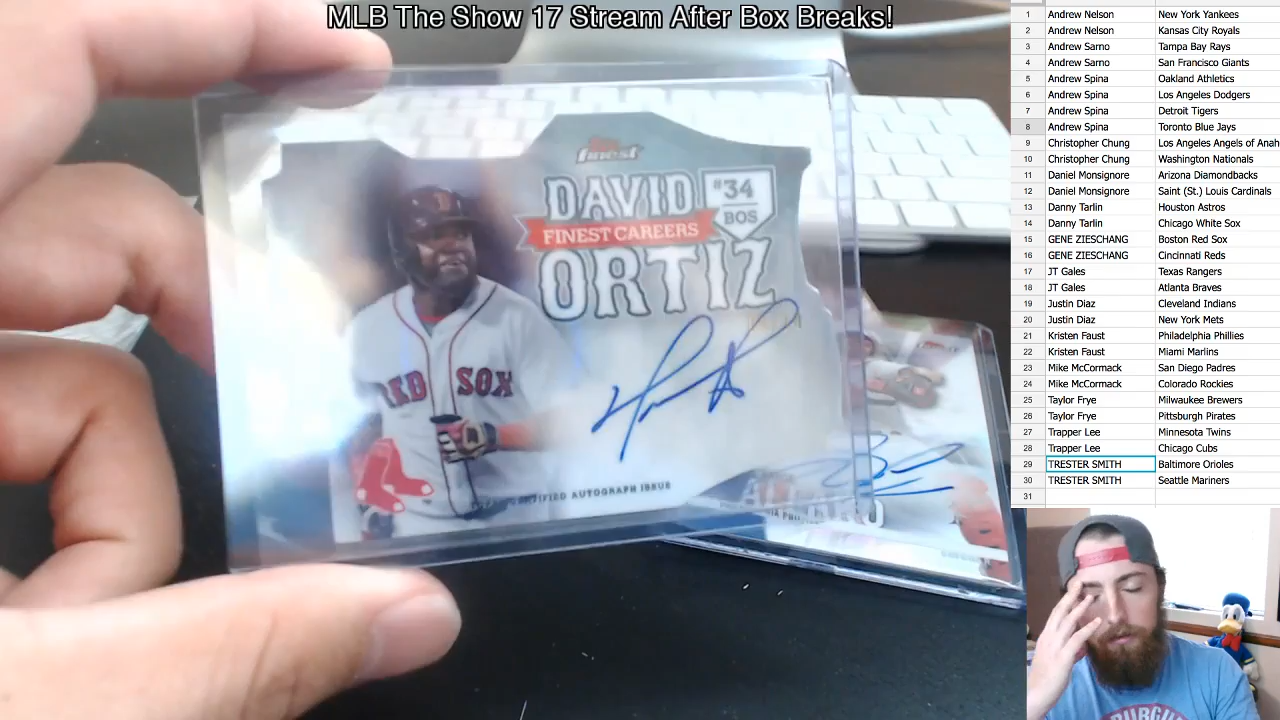 MLB The Show 17 Stream After Box Breaks!
Topps
finest
DAVID
#34
BOS
FINEST CAREERS
ORTIZ
RED SOX
CERTIFIED AUTOGRAPH ISSUE
1 Andrew Nelson New York Yankees
2 Andrew Nelson Kansas City Royals
3 Andrew Sarno Tampa Bay Rays
4 Andrew Sarno San Francisco Giants
5 Andrew Spina Oakland Athletics
6 Andrew Spina Los Angeles Dodgers
7 Andrew Spina Detroit Tigers
8 Andrew Spina Toronto Blue Jays
9 Christopher Chung Los Angeles Angels of Anah
10 Christopher Chung Washington Nationals
11 Daniel Monsignore Arizona Diamondbacks
12 Daniel Monsignore Saint (St.) Louis Cardinals
13 Danny Tarlin Houston Astros
14 Danny Tarlin Chicago White Sox
15 GENE ZIESCHANG Boston Red Sox
16 GENE ZIESCHANG Cincinnati Reds
17 JT Gales Texas Rangers
18 JT Gales Atlanta Braves
19 Justin Diaz Cleveland Indians
20 Justin Diaz New York Mets
21 Kristen Faust Philadelphia Phillies
22 Kristen Faust Miami Marlins
23 Mike McCormack San Diego Padres
24 Mike McCormack Colorado Rockies
25 Taylor Frye Milwaukee Brewers
26 Taylor Frye Pittsburgh Pirates
27 Trapper Lee Minnesota Twins
28 Trapper Lee Chicago Cubs
29 TRESTER SMITH Baltimore Orioles
30 TRESTER SMITH Seattle Mariners
31